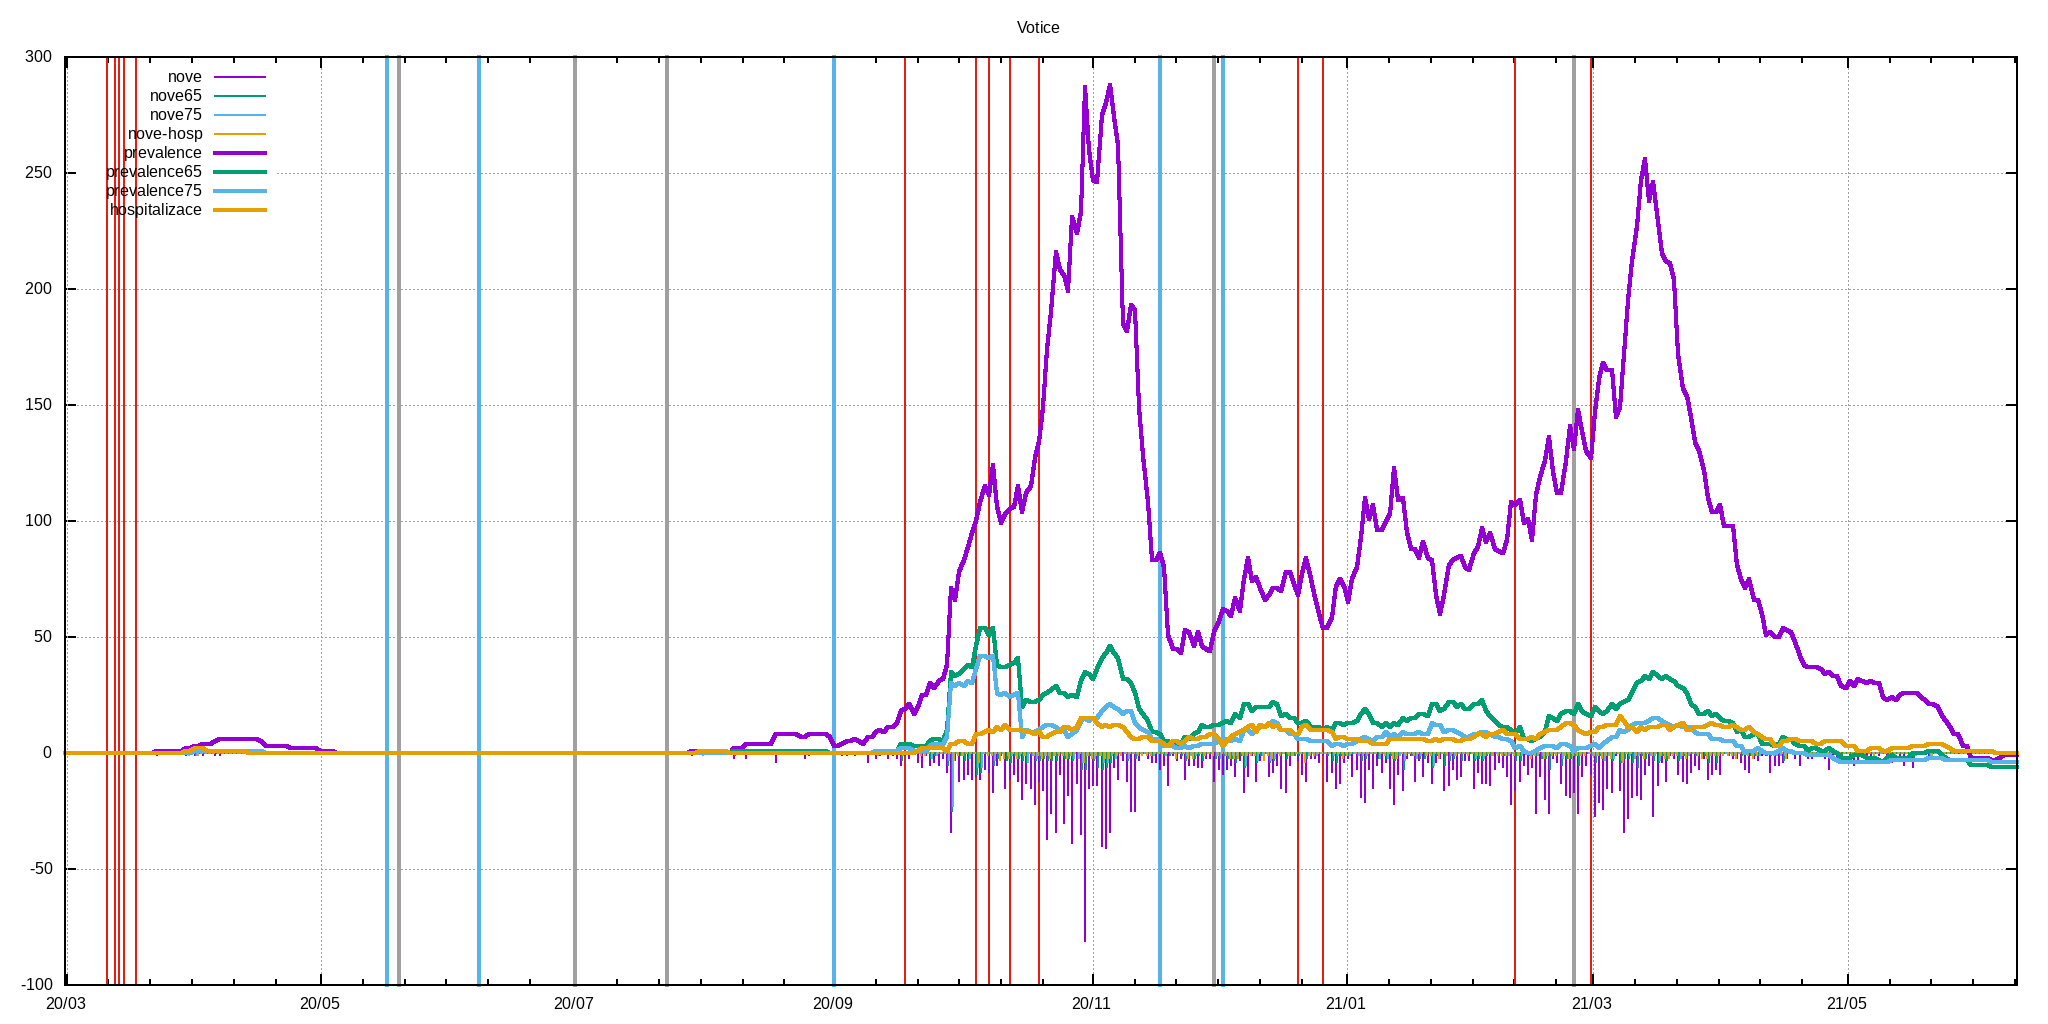 Votice
300
250
200
150
100
50
0
-50
-100
nove
nove65
nove75
nove-hosp
prevalence
prevalence65
prevalence75
hospitalizace
20/03 20/05 20/07 20/09 20/11 21/01 21/03 21/05